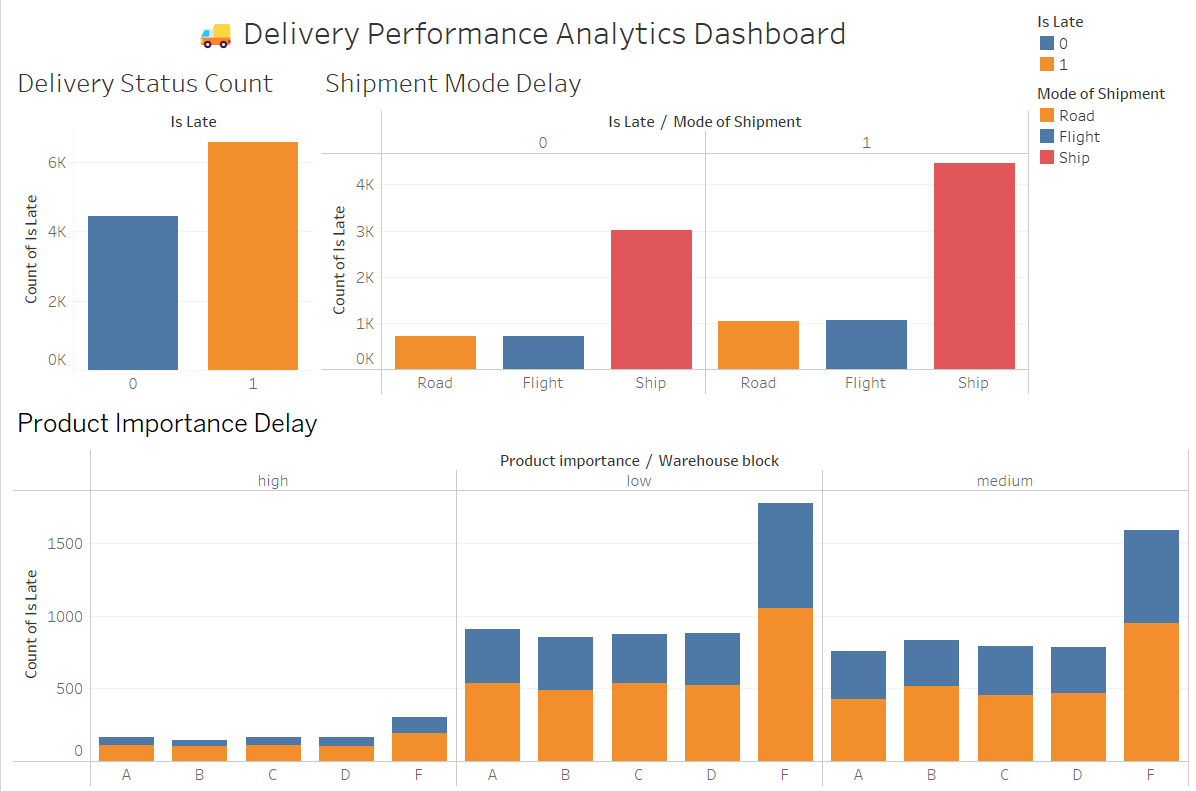 🚚 Delivery Performance Analytics Dashboard
Is Late
0
1
Mode of Shipment
Road
Flight
Ship
Delivery Status Count
Is Late
Count of Is Late
6K
4K
2K
0K
0
1
Shipment Mode Delay
Is Late / Mode of Shipment
0
1
Count of Is Late
4K
3K
2K
1K
0K
Road Flight Ship Road Flight Ship
Product Importance Delay
Product importance / Warehouse block
high low medium
Count of Is Late
1500
1000
500
0
A B C D F A B C D F A B C D F